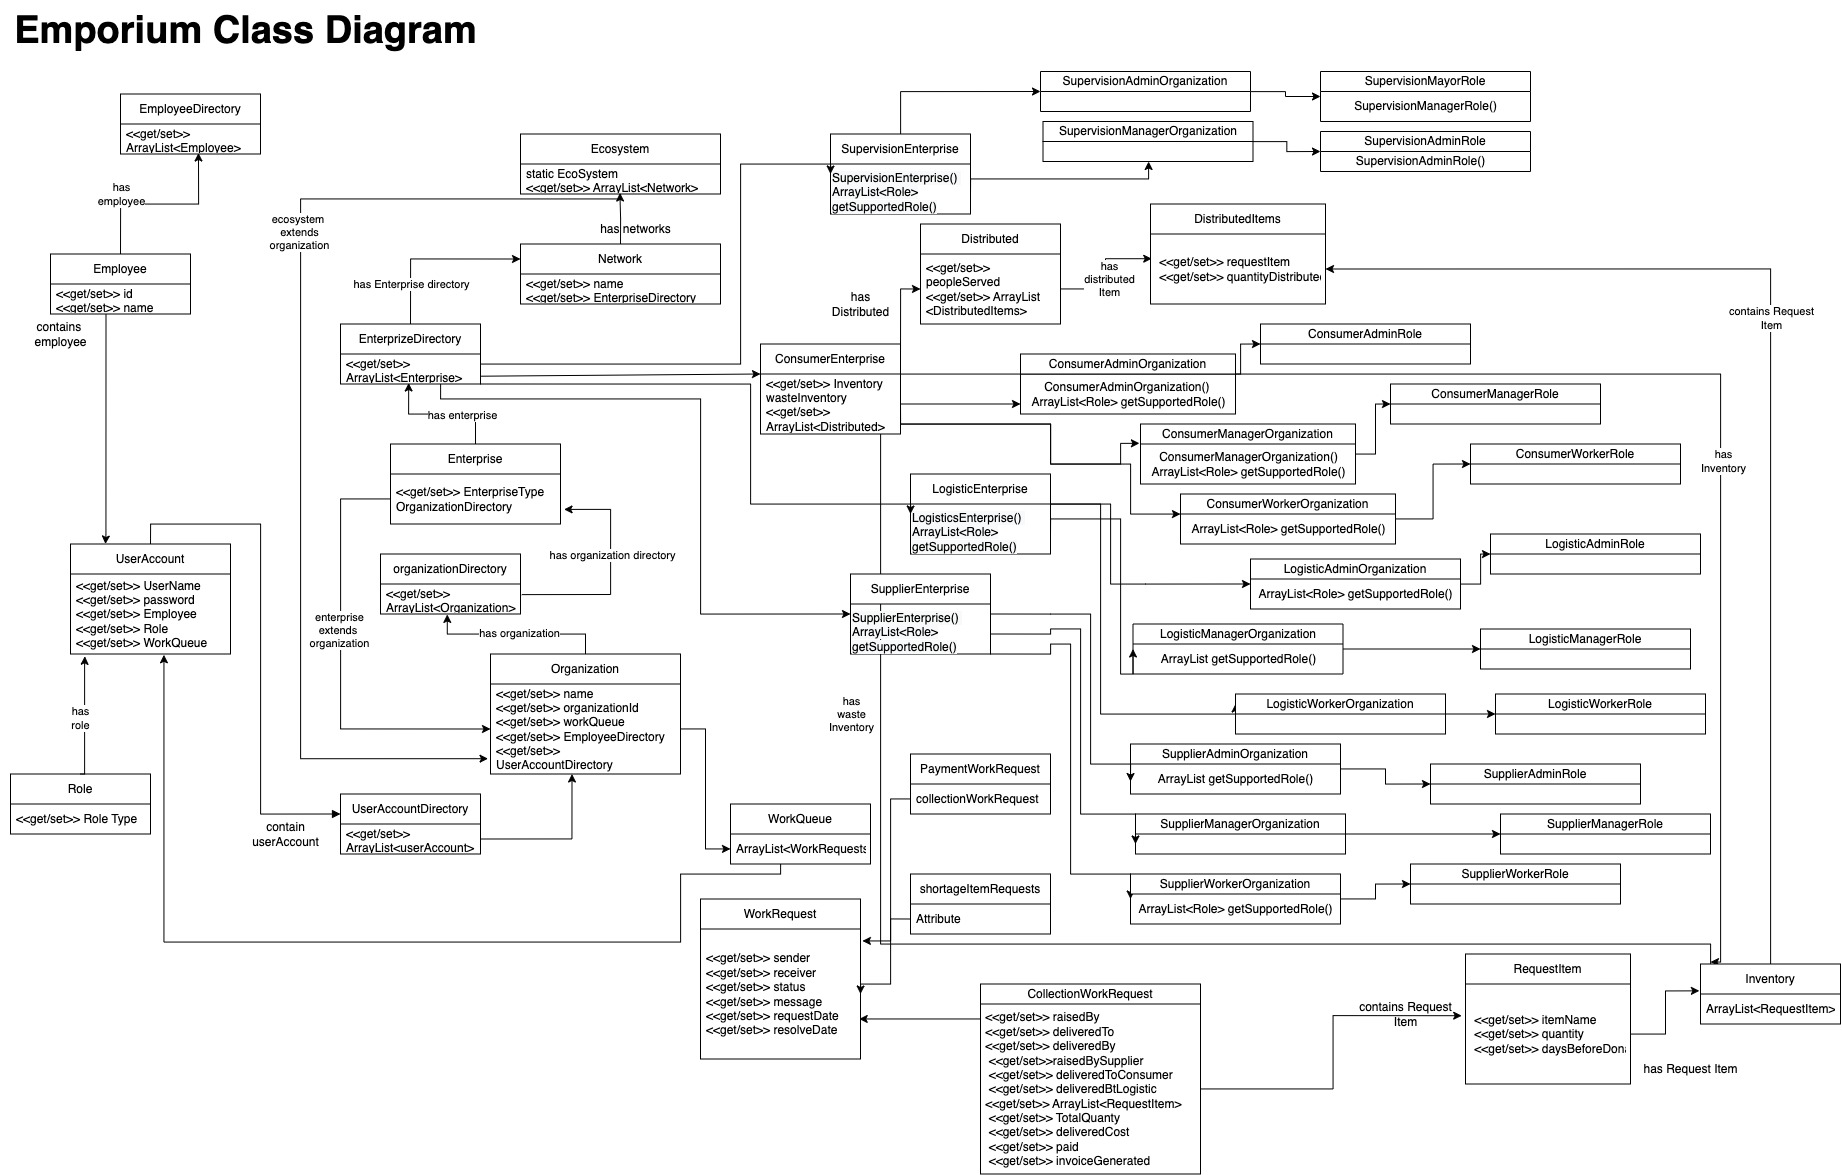 Emporium Class Diagram
EmployeeDirectory
<<get/set>>
ArrayList<Employee>
has
employee
Employee
<<get/set>> id
<<get/set>> name
contains
employee
UserAccount
<<get/set>> UserName
<<get/set>> password
<<get/set>> Employee
<<get/set>> Role
<<get/set>> WorkQueue
has
role
Role
<<get/set>> Role Type
contain
userAccount
UserAccountDirectory
<<get/set>>
ArrayList<userAccount>
Ecosystem
static EcoSystem
<<get/set>> ArrayList<Network>
ecosystem
extends
organization
has networks
Network
<<get/set>> name
<<get/set>> EnterpriseDirectory
has Enterprise directory
EnterprizeDirectory
<<get/set>>
ArrayList<Enterprise>
has enterprise
Enterprise
<<get/set>> EnterpriseType
OrganizationDirectory
has organization directory
organizationDirectory
<<get/set>>
ArrayList<Organization>
enterprise
extends
organization
has organization
Organization
<<get/set>> name
<<get/set>> organizationId
<<get/set>> workQueue
<<get/set>> EmployeeDirectory
<<get/set>>
UserAccountDirectory
WorkQueue
ArrayList<WorkRequests
WorkRequest
<<get/set>> sender
<<get/set>> receiver
<<get/set>> status
<<get/set>> message
<<get/set>> requestDate
<<get/set>> resolveDate
PaymentWorkRequest
collectionWorkRequest
shortageItemRequests
Attribute
CollectionWorkRequest
<<get/set>> raisedBy
<<get/set>> deliveredTo
<<get/set>> deliveredBy
<<get/set>>raisedBySupplier
<<get/set>> deliveredToConsumer
<<get/set>> deliveredBtLogistic
<<get/set>> ArrayList<RequestItem>
<<get/set>> TotalQuanty
<<get/set>> deliveredCost
<<get/set>> paid
<<get/set>> invoiceGenerated
contains Request
Item
RequestItem
<<get/set>> itemName
<<get/set>> quantity
<<get/set>> daysBeforeDon
has Request Item
Inventory
ArrayList<RequestItem>
SupervisionEnterprise
SupervisionEnterprise()
ArrayList<Role>
getSupportedRole()
SupervisionAdminOrganization
SupervisionManagerOrganization
SupervisionMayorRole
SupervisionManagerRole()
SupervisionAdminRole
SupervisionAdminRole()
Distributed
<<get/set>>
peopleServed
<<get/set>> ArrayList
<DistributedItems>
has
Distributed
has
distributed
Item
DistributedItems
<<get/set>> requestItem
<<get/set>> quantityDistribute
contains Request
Item
ConsumerEnterprise
<<get/set>> Inventory
wasteInventory
<<get/set>>
ArrayList<Distributed>
ConsumerAdminOrganization
ConsumerAdminOrganization()
ArrayList<Role> getSupportedRole()
ConsumerAdminRole
ConsumerManagerOrganization
ConsumerManagerOrganization()
ArrayList<Role> getSupportedRole()
ConsumerManagerRole
ConsumerWorkerOrganization
ArrayList<Role> getSupportedRole()
ConsumerWorkerRole
has
Inventory
LogisticEnterprise
LogisticsEnterprise()
ArrayList<Role>
getSupportedRole()
LogisticAdminOrganization
ArrayList<Role> getSupportedRole()
LogisticAdminRole
LogisticManagerOrganization
ArrayList getSupportedRole()
LogisticManagerRole
LogisticWorkerOrganization
LogisticWorkerRole
SupplierEnterprise
SupplierEnterprise()
ArrayList<Role>
getSupportedRole()
has
waste
Inventory
SupplierAdminOrganization
ArrayList getSupportedRole()
SupplierAdminRole
SupplierManagerOrganization
SupplierManagerRole
SupplierWorkerOrganization
ArrayList<Role> getSupportedRole()
SupplierWorkerRole